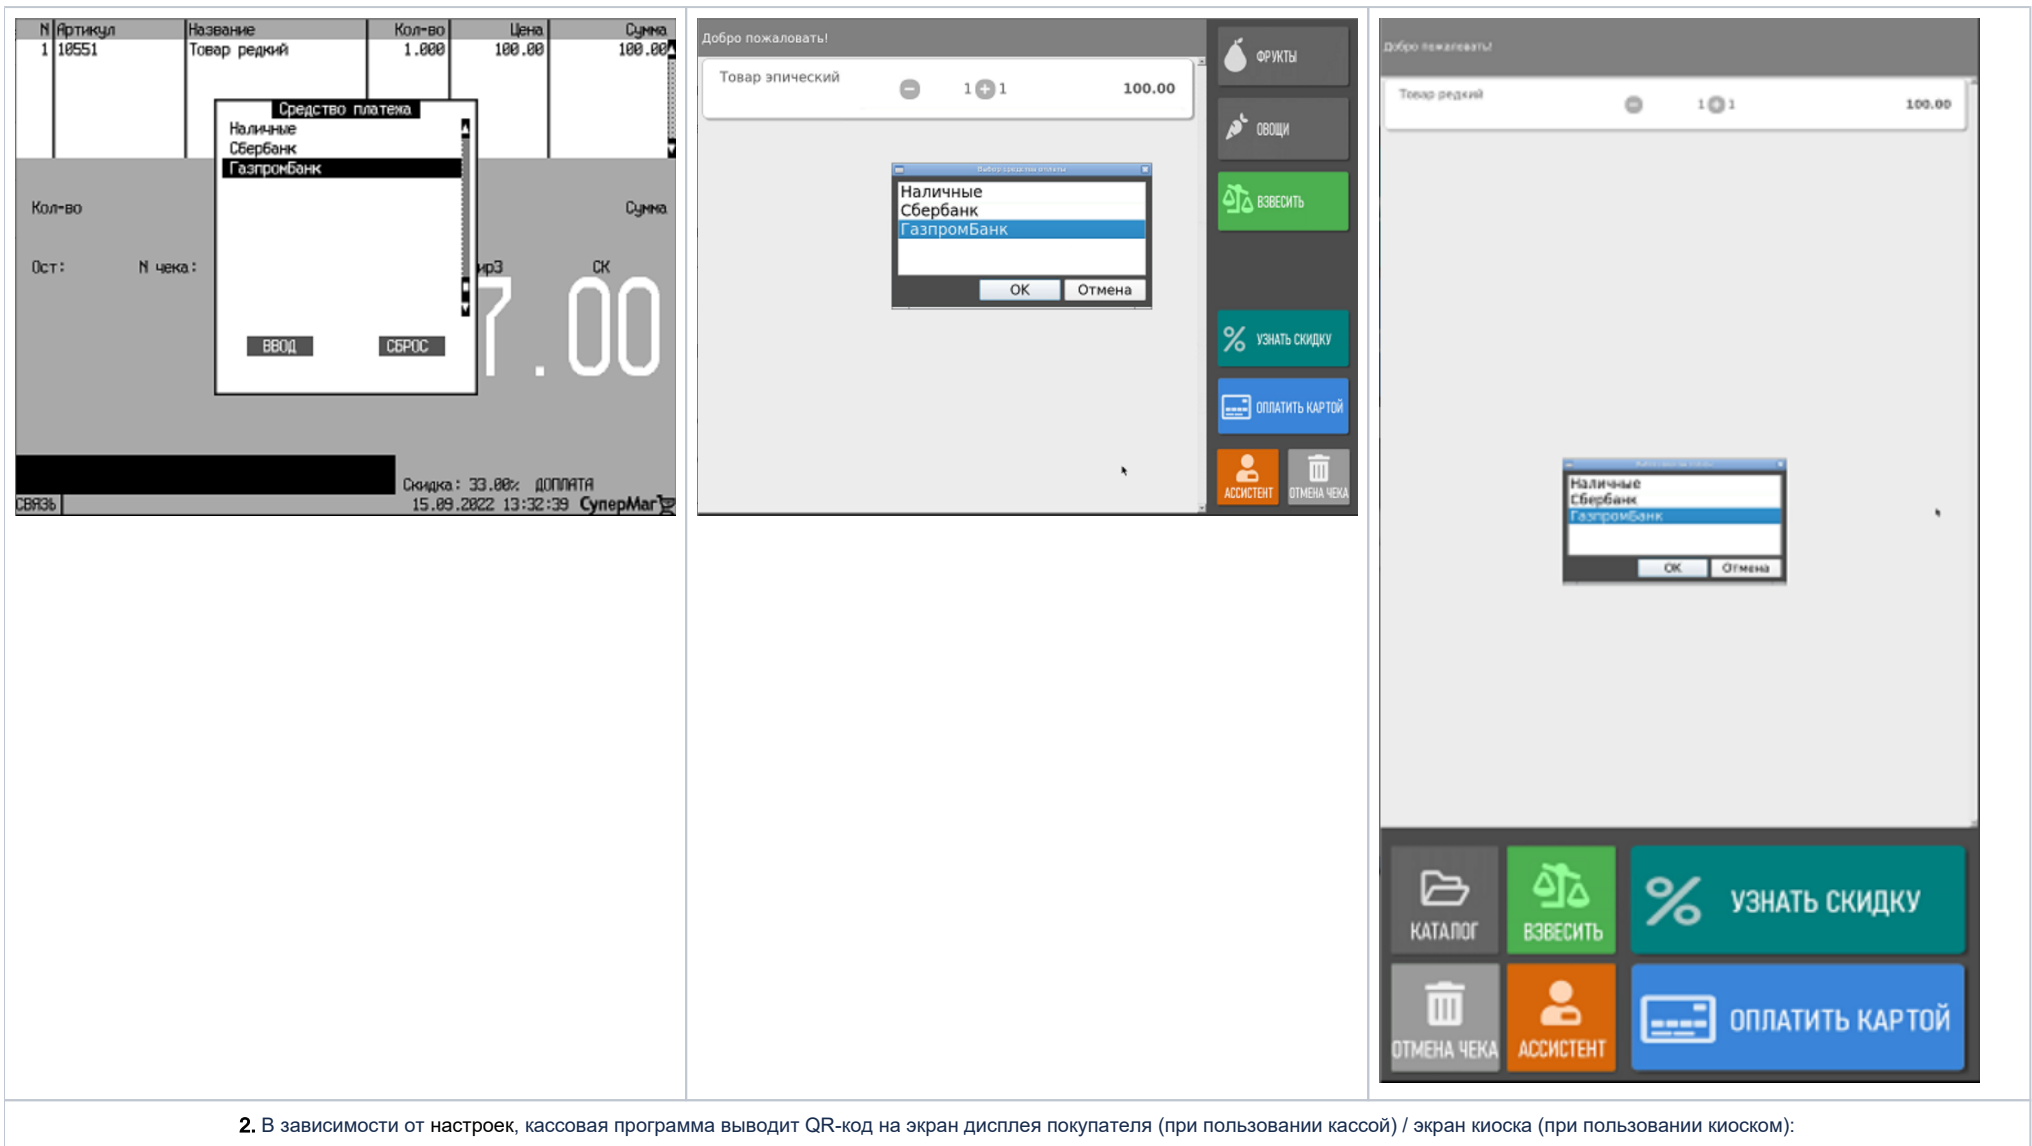 N Артикул Название Кол-во Цена Сумма
1 10551 Товар редкий 1.000 100.00 100.00
Средство платежа
Наличные
Сбербанк
ГазпромБанк
Кол-во Сумма
Ост: N чека: ир3 СК
7.00
ВВОД СБРОС
Скидка: 33.00% ДОПЛАТА
СВЯЗЬ 15.09.2022 13:32:39 СуперМаг
Добро пожаловать!
Товар эпический 1 1 100.00
Выбор средства оплаты
Наличные
Сбербанк
ГазпромБанк
OK Отмена
ФРУКТЫ
ОВОЩИ
ВЗВЕСИТЬ
УЗНАТЬ СКИДКУ
ОПЛАТИТЬ КАРТОЙ
АССИСТЕНТ ОТМЕНА ЧЕКА
Добро пожаловать!
Товар редкий 1 1 100.00
Наличные
Сбербанк
ГазпромБанк
OK Отмена
КАТАЛОГ ВЗВЕСИТЬ УЗНАТЬ СКИДКУ
ОТМЕНА ЧЕКА АССИСТЕНТ ОПЛАТИТЬ КАРТОЙ
2. В зависимости от настроек, кассовая программа выводит QR-код на экран дисплея покупателя (при пользовании кассой) / экран киоска (при пользовании киоском):